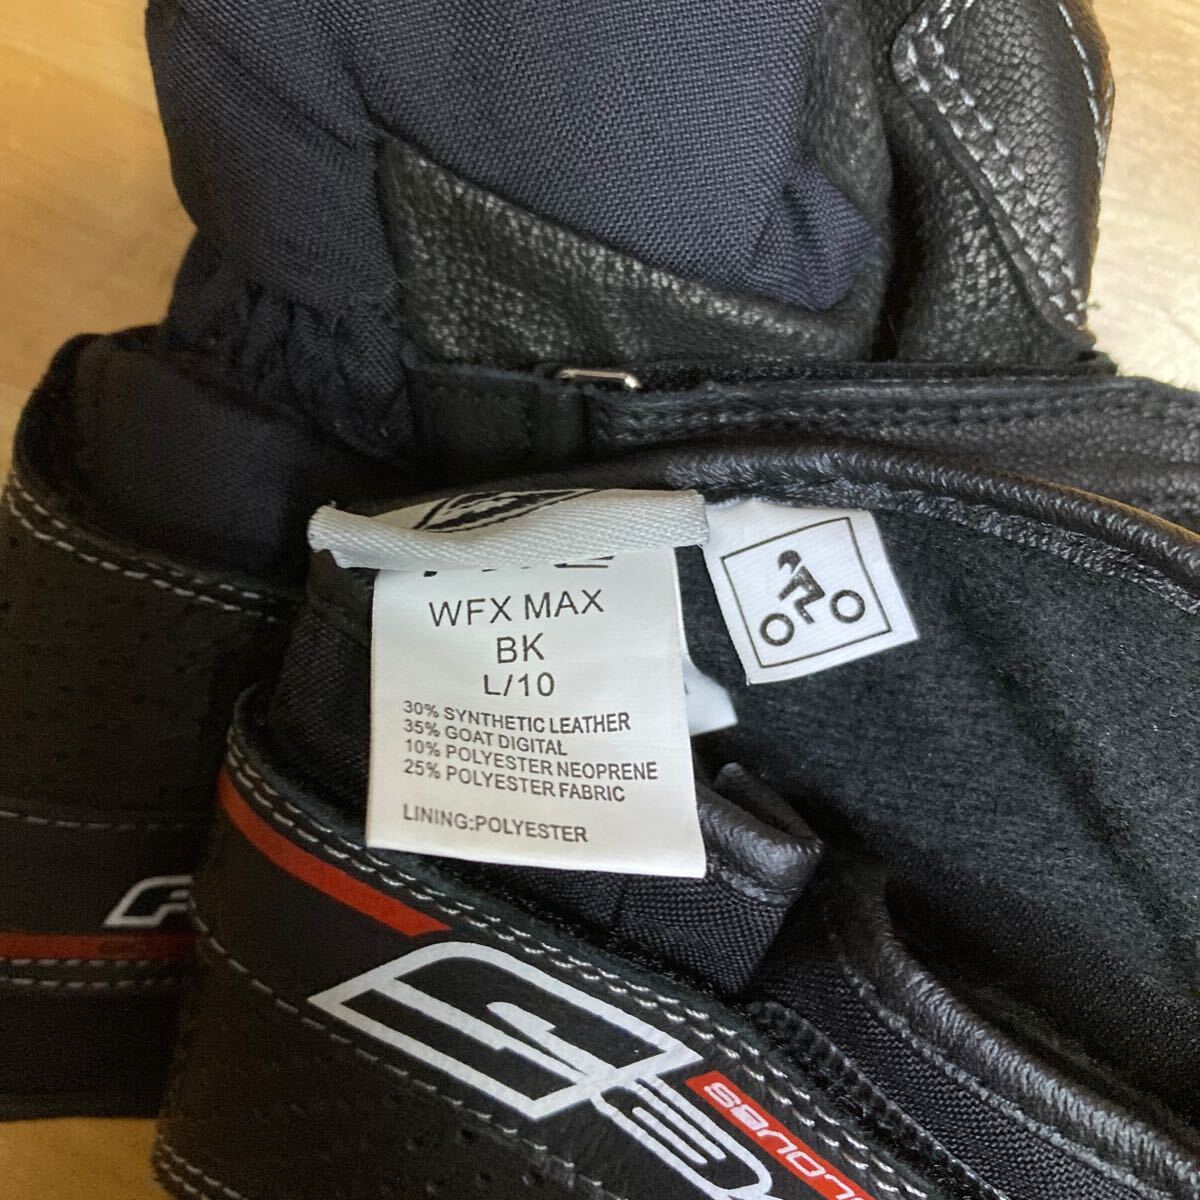 WFX MAX
BK
L/10
30% SYNTHETIC LEATHER
35% GOAT DIGITAL
10% POLYESTER NEOPRENE
25% POLYESTER FABRIC
LINING:POLYESTER